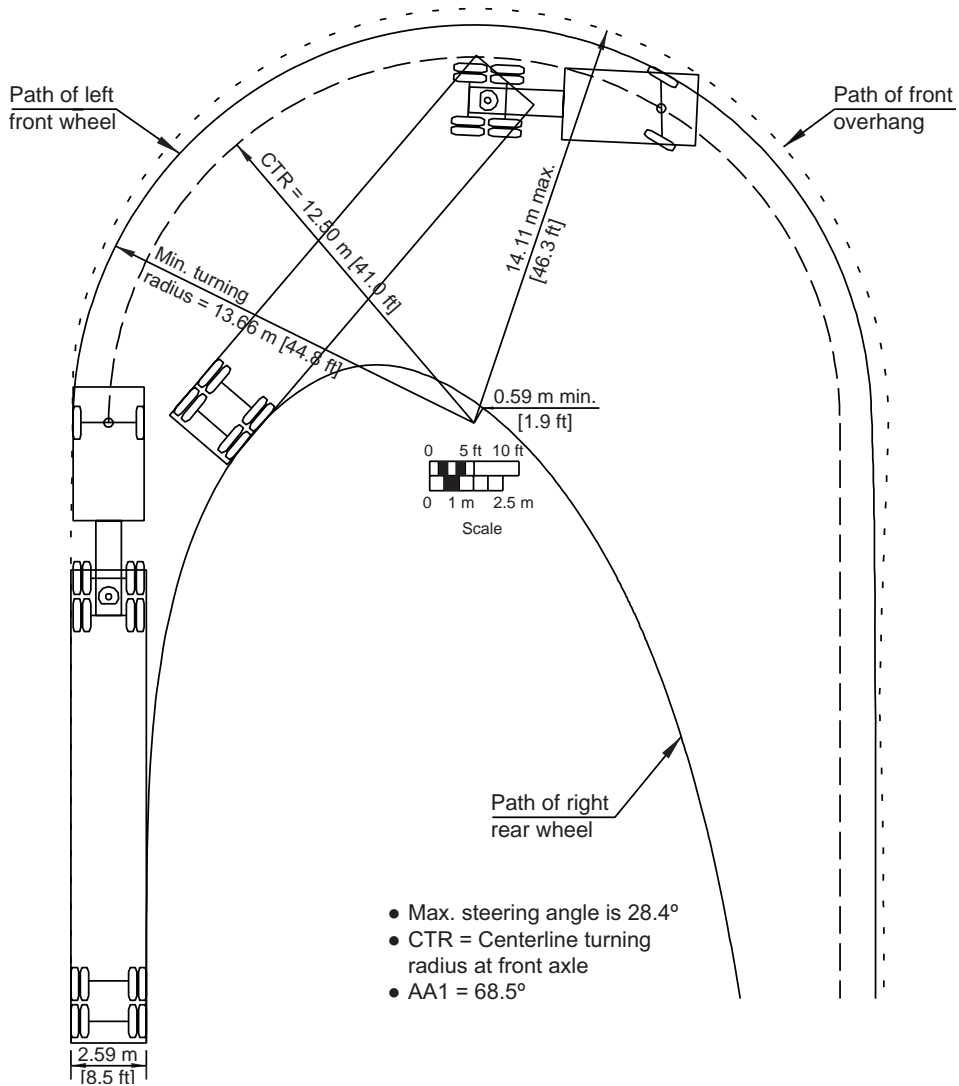 Path of left
front wheel
Path of front
overhang
CTR = 12.50 m [41.0 ft]
14.11 m max.
[46.3 ft]
Min. turning
radius = 13.66 m [44.8 ft]
0.59 m min.
[1.9 ft]
0 5 ft 10 ft
0 1 m 2.5 m
Scale
Path of right
rear wheel
● Max. steering angle is 28.4º
● CTR = Centerline turning
radius at front axle
● AA1 = 68.5º
2.59 m
[8.5 ft]